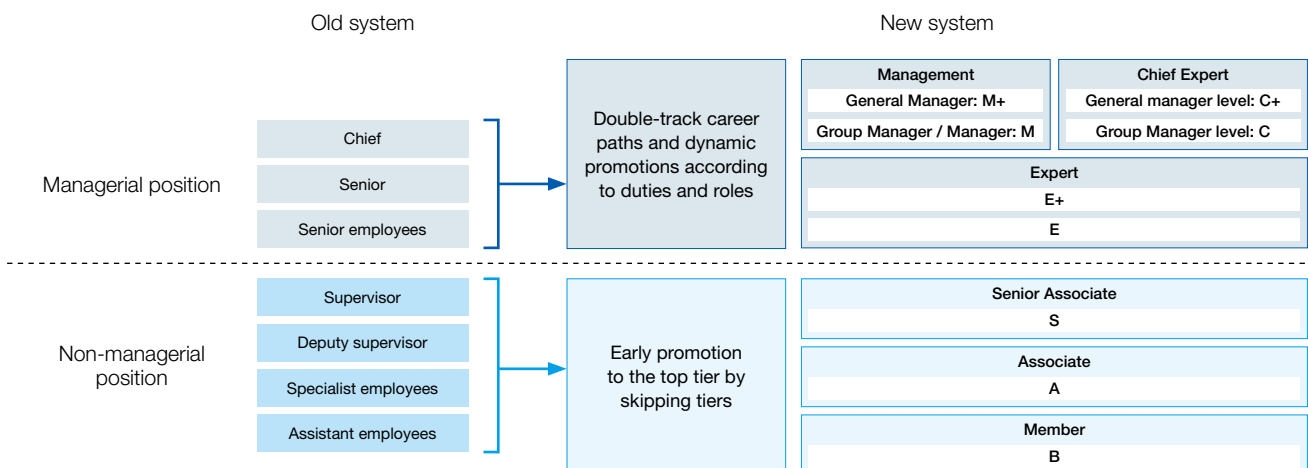 Old system
New system
Managerial position
Chief
Senior
Senior employees
Double-track career
paths and dynamic
promotions according
to duties and roles
Management
General Manager: M+
Group Manager / Manager: M
Chief Expert
General manager level: C+
Group Manager level: C
Expert
E+
E
Non-managerial
position
Supervisor
Deputy supervisor
Specialist employees
Assistant employees
Early promotion
to the top tier by
skipping tiers
Senior Associate
S
Associate
A
Member
B